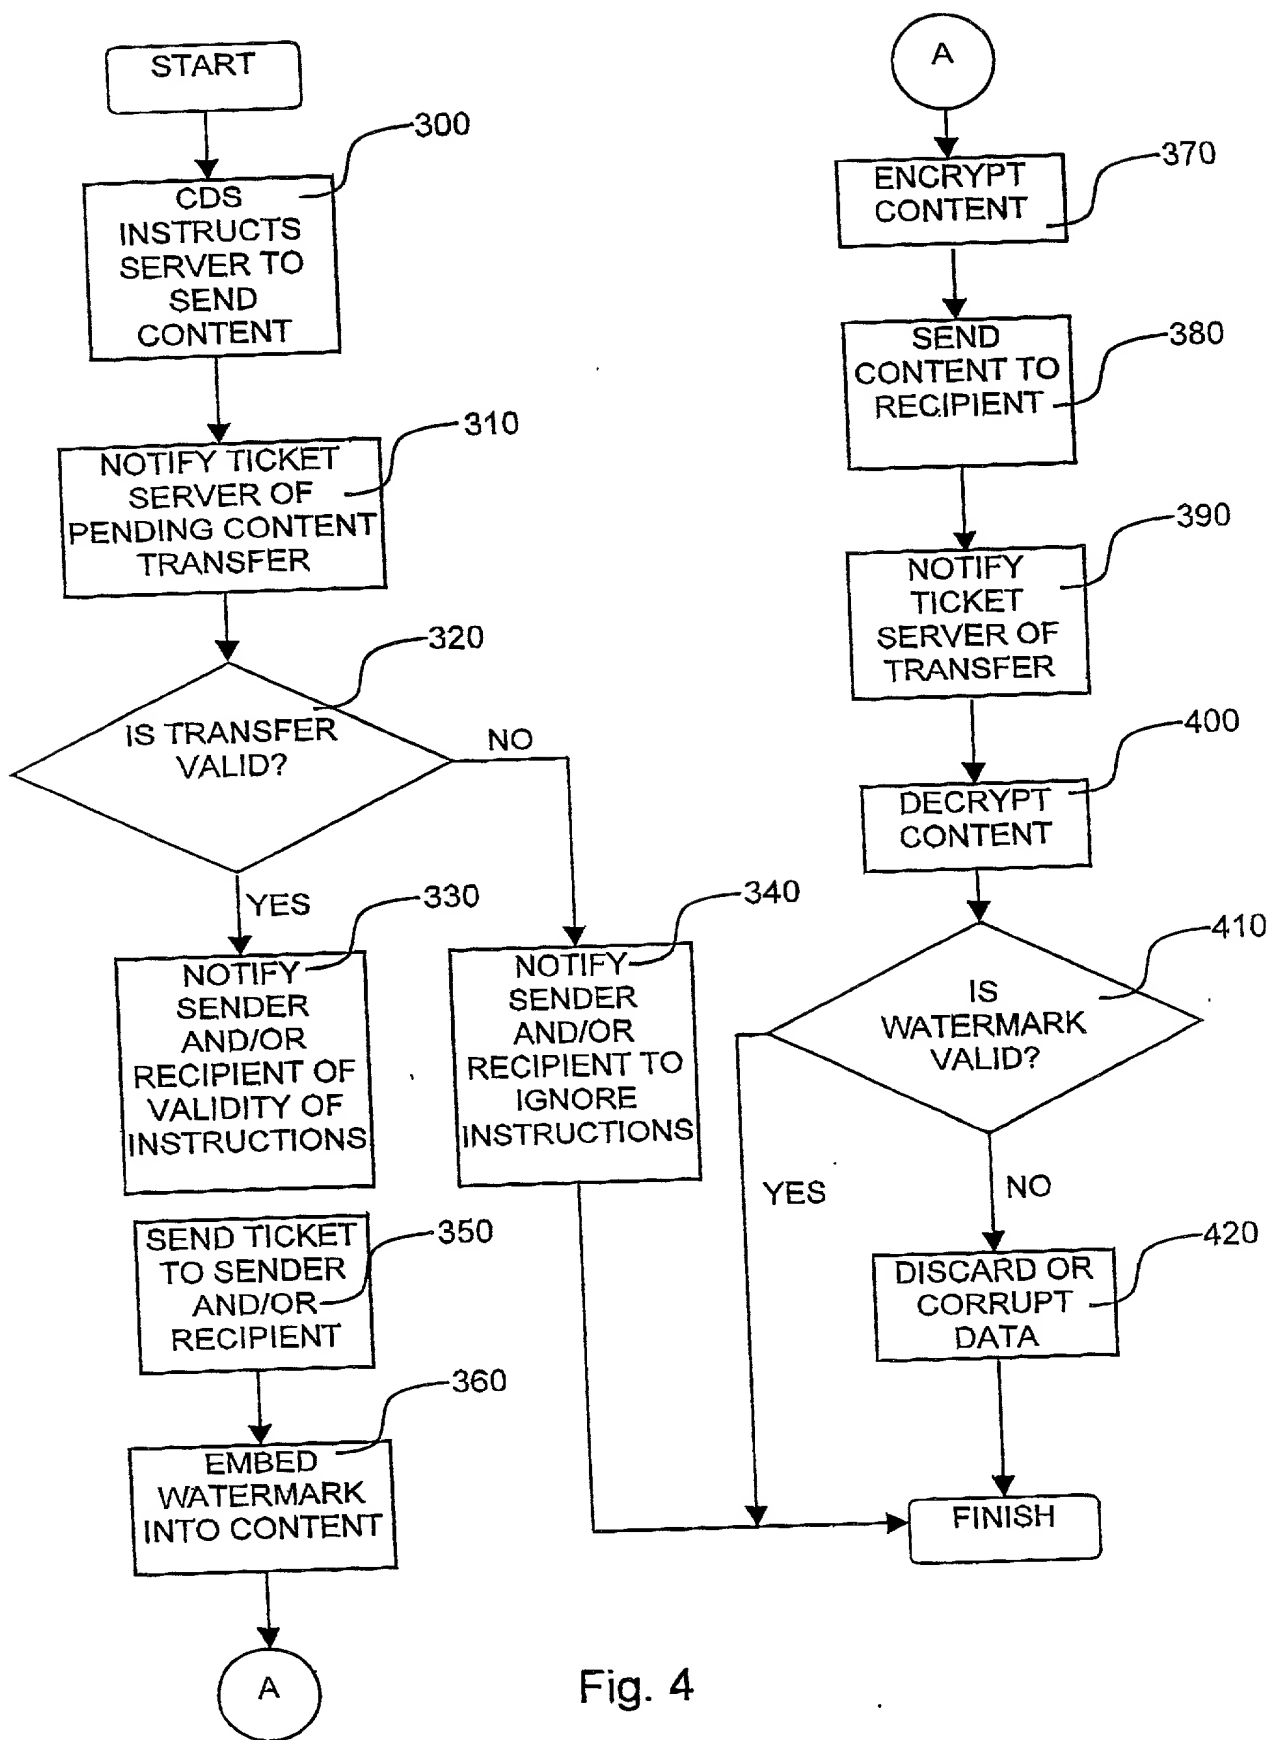 START
300
CDS
INSTRUCTS
SERVER TO
SEND
CONTENT
310
NOTIFY TICKET
SERVER OF
PENDING CONTENT
TRANSFER
320
IS TRANSFER
VALID?
NO
YES
330
NOTIFY
SENDER
AND/OR
RECIPIENT OF
VALIDITY OF
INSTRUCTIONS
340
NOTIFY
SENDER
AND/OR
RECIPIENT TO
IGNORE
INSTRUCTIONS
350
SEND TICKET
TO SENDER
AND/OR
RECIPIENT
360
EMBED
WATERMARK
INTO CONTENT
A
A
370
ENCRYPT
CONTENT
380
SEND
CONTENT TO
RECIPIENT
390
NOTIFY
TICKET
SERVER OF
TRANSFER
400
DECRYPT
CONTENT
410
IS
WATERMARK
VALID?
YES
NO
420
DISCARD OR
CORRUPT
DATA
FINISH
Fig. 4